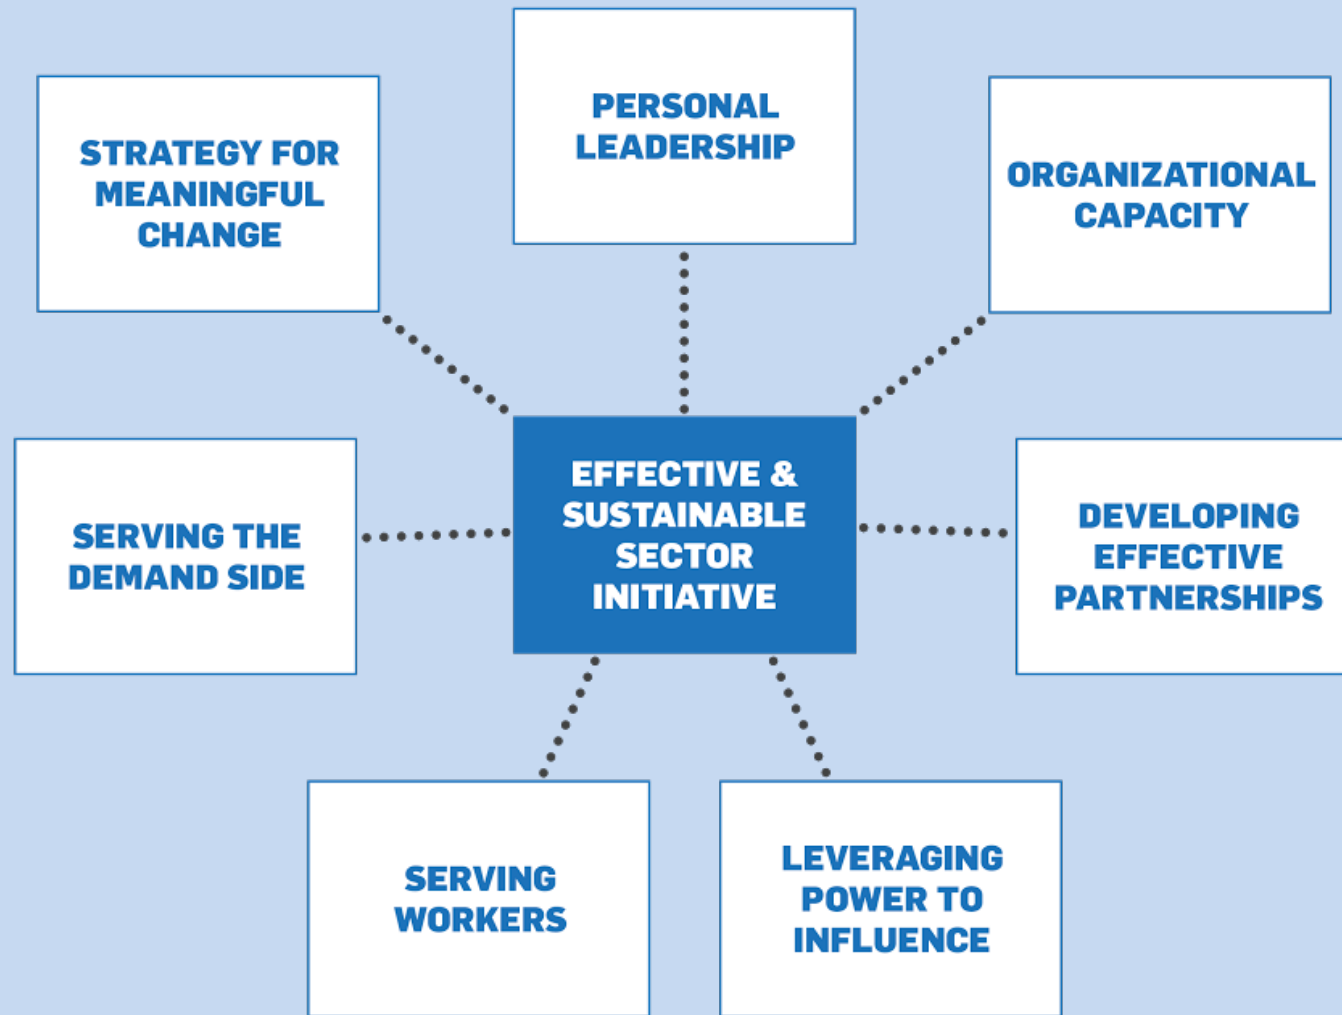 PERSONAL
LEADERSHIP
STRATEGY FOR
MEANINGFUL
CHANGE
ORGANIZATIONAL
CAPACITY
EFFECTIVE &
SUSTAINABLE
SECTOR
INITIATIVE
SERVING THE
DEMAND SIDE
DEVELOPING
EFFECTIVE
PARTNERSHIPS
SERVING
WORKERS
LEVERAGING
POWER TO
INFLUENCE